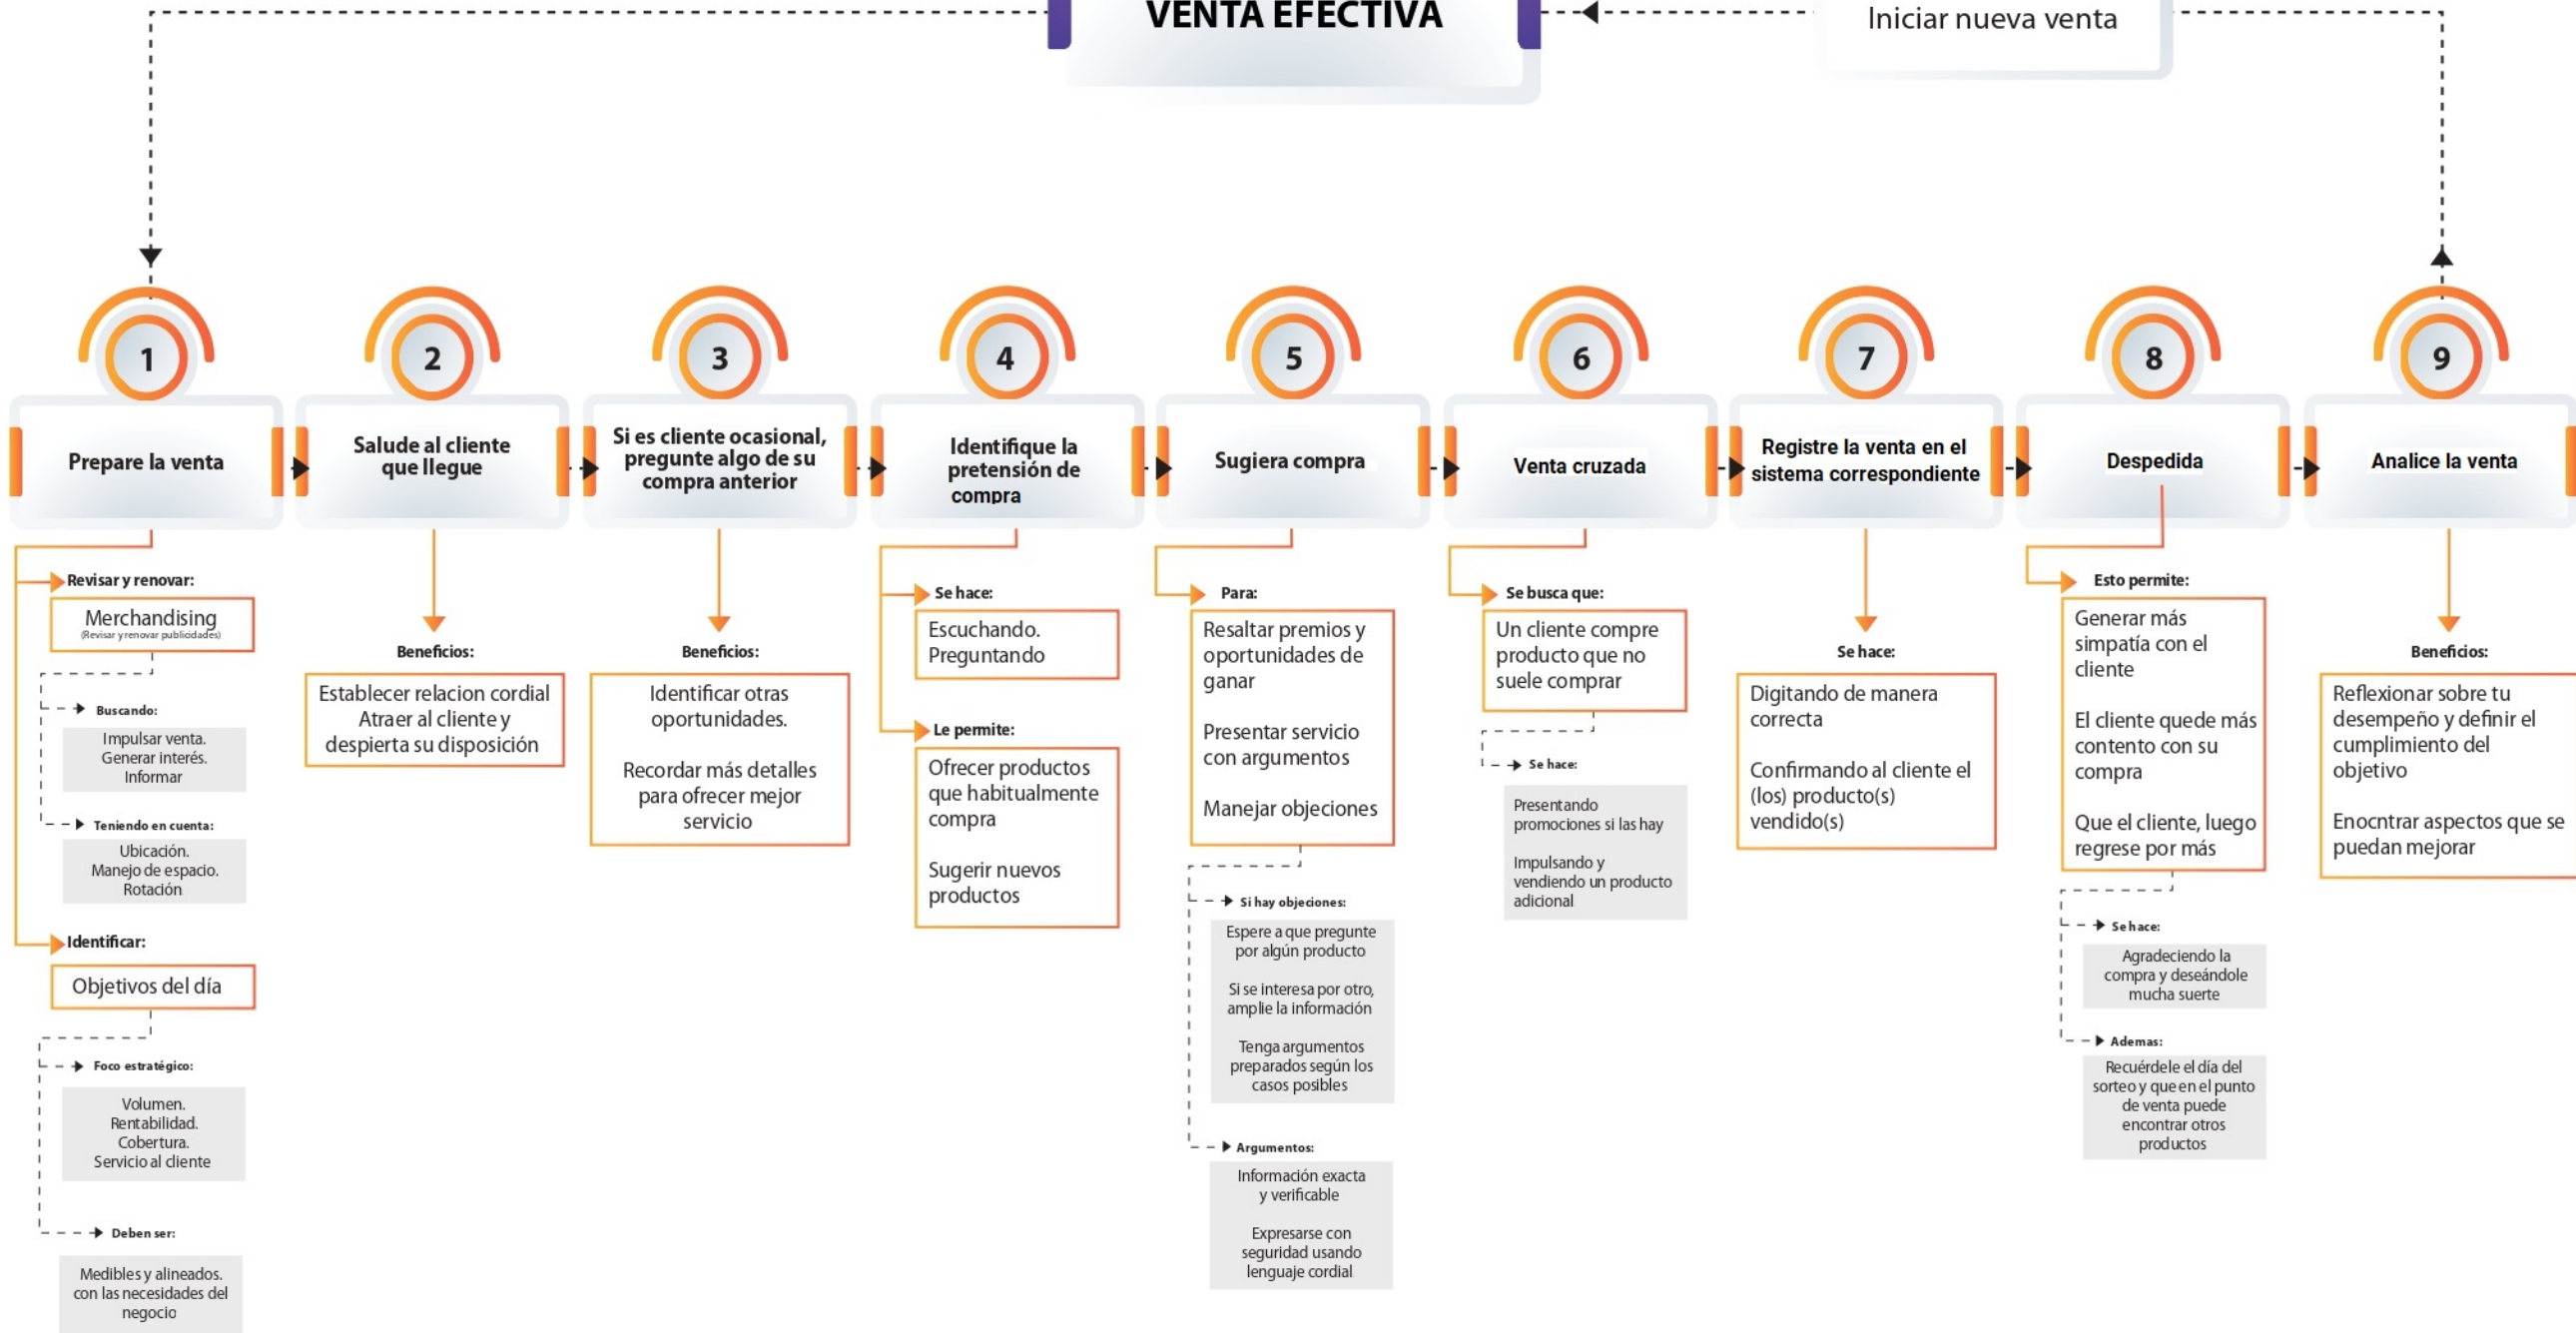 VENTA EFECTIVA
Iniciar nueva venta
1
Prepare la venta
Revisar y renovar:
Merchandising
(Revisar y renovar publicidades)
Buscando:
Impulsar venta.
Generar interés.
Informar
Teniendo en cuenta:
Ubicación.
Manejo de espacio.
Rotación
Identificar:
Objetivos del día
Foco estratégico:
Volumen.
Rentabilidad.
Cobertura.
Servicio al cliente
Deben ser:
Medibles y alineados.
con las necesidades del
negocio
2
Salude al cliente
que llegue
Beneficios:
Establecer relacion cordial
Atraer al cliente y
despierta su disposición
3
Si es cliente ocasional,
pregunte algo de su
compra anterior
Beneficios:
Identificar otras
oportunidades.
Recordar más detalles
para ofrecer mejor
servicio
4
Identifique la
pretensión de
compra
Se hace:
Escuchando.
Preguntando
Le permite:
Ofrecer productos
que habitualmente
compra
Sugerir nuevos
productos
5
Sugiera compra
Para:
Resaltar premios y
oportunidades de
ganar
Presentar servicio
con argumentos
Manejar objeciones
Si hay objeciones:
Espere a que pregunte
por algún producto
Si se interesa por otro,
amplie la información
Tenga argumentos
preparados según los
casos posibles
Argumentos:
Información exacta
y verificable
Expresarse con
seguridad usando
lenguaje cordial
6
Venta cruzada
Se busca que:
Un cliente compre
producto que no
suele comprar
Se hace:
Presentando
promociones si las hay
Impulsando y
vendiendo un producto
adicional
7
Registre la venta en el
sistema correspondiente
Se hace:
Digitando de manera
correcta
Confirmando al cliente el
(los) producto(s)
vendido(s)
8
Despedida
Esto permite:
Generar más
simpatía con el
cliente
El cliente quede más
contento con su
compra
Que el cliente, luego
regrese por más
Se hace:
Agradeciendo la
compra y deseándole
mucha suerte
Ademas:
Recuérdele el día del
sorteo y que en el punto
de venta puede
encontrar otros
productos
9
Analice la venta
Beneficios:
Reflexionar sobre tu
desempeño y definir el
cumplimiento del
objetivo
Enocntrar aspectos que se
puedan mejorar